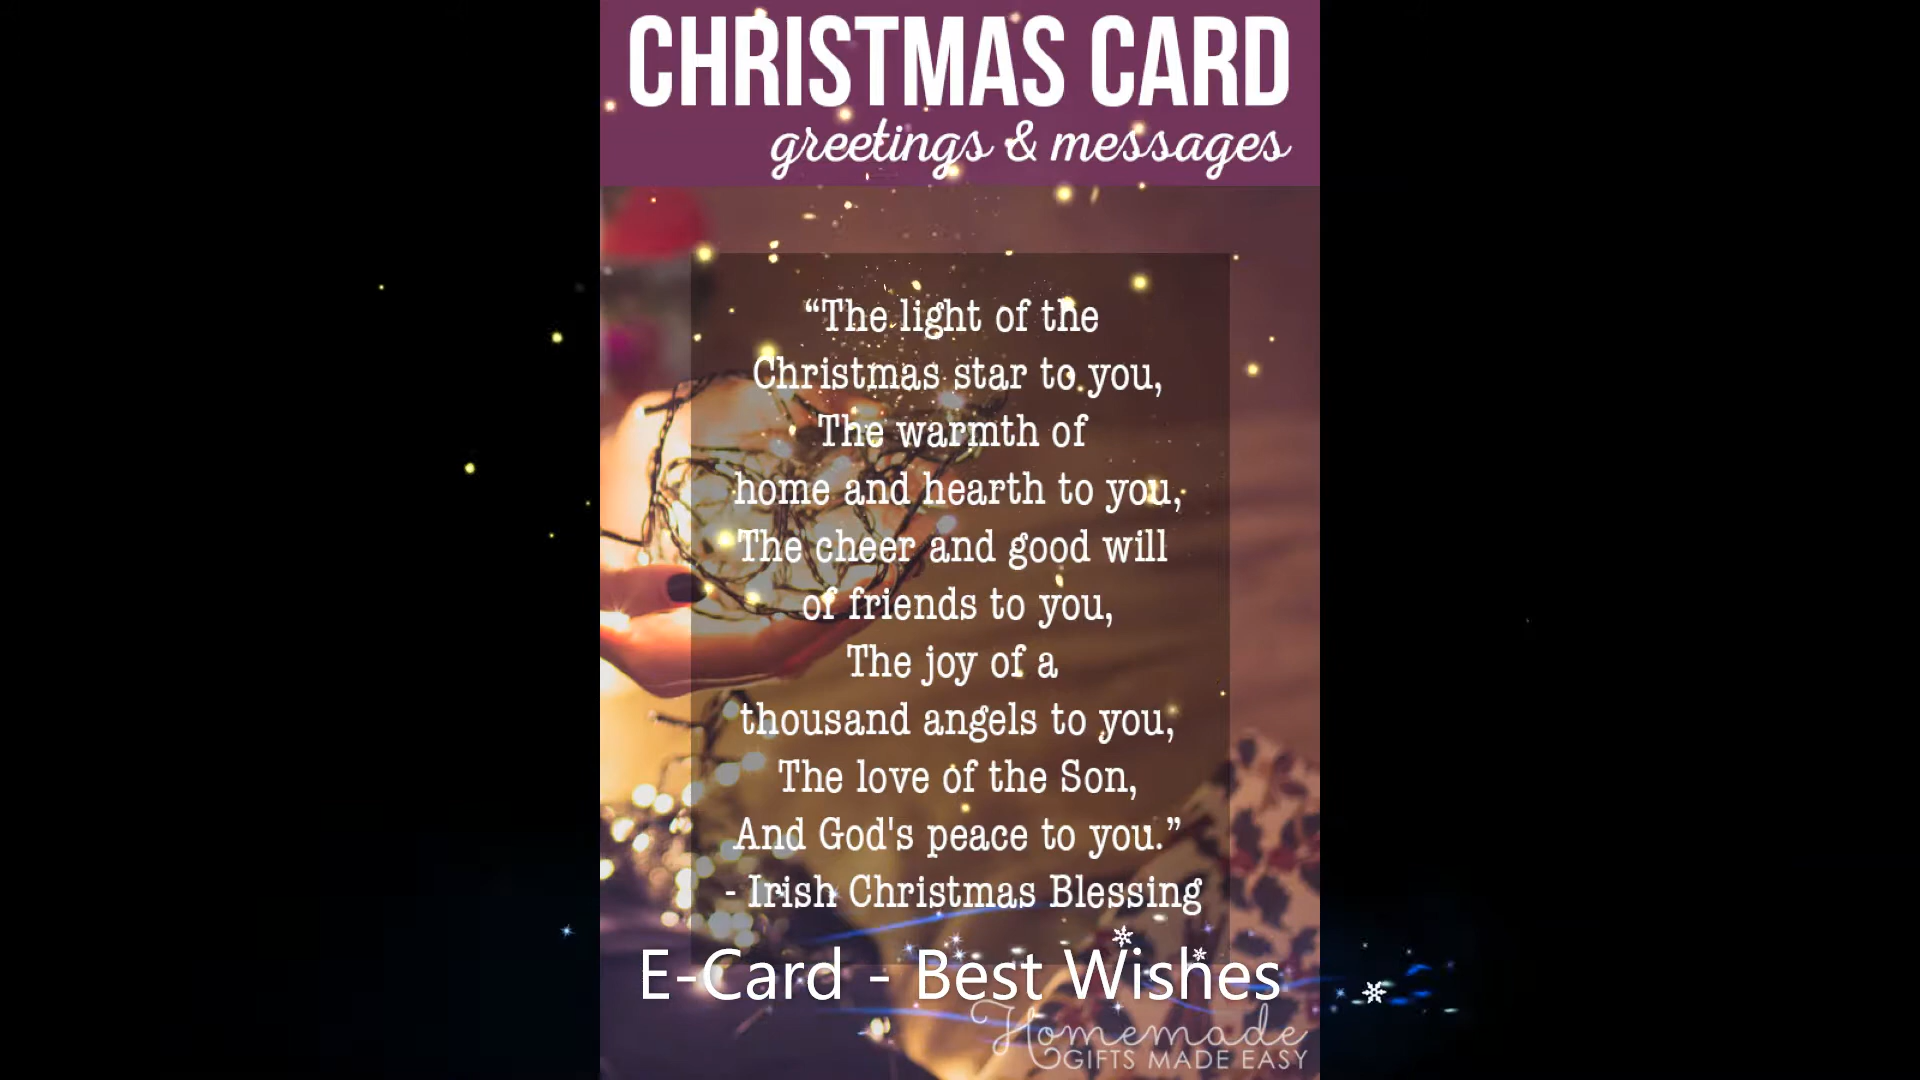 CHRISTMAS CARD
greetings & messages
“The light of the
Christmas star to you,
The warmth of
home and hearth to you,
The cheer and good will
of friends to you,
The joy of a
thousand angels to you,
The love of the Son,
And God's peace to you.”
- Irish Christmas Blessing
E-Card - Best Wishes
Homemade
GIFTS MADE EASY